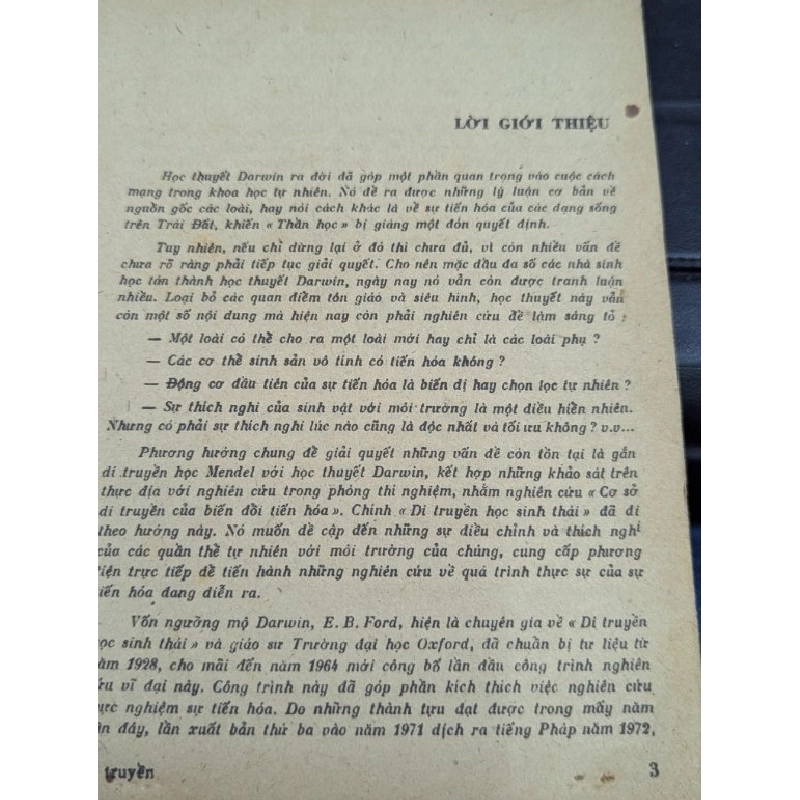 LỜI GIỚI THIỆU
Học thuyết Darwin ra đời đã góp một phần quan trọng vào cuộc cách
mạng trong khoa học tự nhiên. Nó đề ra được những lý luận cơ bản về
nguồn gốc các loài, hay nói cách khác là về sự tiến hóa của các dạng sống
trên Trái Đất, khiến « Thần học » bị giáng một đòn quyết định.
Tuy nhiên, nếu chỉ dừng lại ở đó thì chưa đủ, vì còn nhiều vấn đề
chưa rõ ràng phải tiếp tục giải quyết. Cho nên mặc dầu đa số các nhà sinh
học tán thành học thuyết Darwin, ngày nay nó vẫn còn được tranh luận
nhiều. Loại bỏ các quan điểm tôn giáo và siêu hình, học thuyết này vẫn
còn một số nội dung mà hiện nay còn phải nghiên cứu để làm sáng tỏ :
— Một loài có thể cho ra một loài mới hay chỉ là các loài phụ ?
— Các cơ thể sinh sản vô tính có tiến hóa không ?
— Động cơ đầu tiên của sự tiến hóa là biến dị hay chọn lọc tự nhiên ?
— Sự thích nghi của sinh vật với môi trường là một điều hiển nhiên.
Nhưng có phải sự thích nghi lúc nào cũng là độc nhất và tối ưu không ? v.v...
Phương hướng chung để giải quyết những vấn đề còn tồn tại là gắn
di truyền học Mendel với học thuyết Darwin, kết hợp những khảo sát trên
thực địa với nghiên cứu trong phòng thí nghiệm, nhằm nghiên cứu « Cơ sở
di truyền của biến đổi tiến hóa ». Chính « Di truyền học sinh thái » đã đi
theo hướng này. Nó muốn đề cập đến những sự điều chỉnh và thích nghi
của các quần thể tự nhiên với môi trường của chúng, cung cấp phương
tiện trực tiếp để tiến hành những nghiên cứu về quá trình thực sự của sự
iến hóa đang diễn ra.
Vốn ngưỡng mộ Darwin, E. B. Ford, hiện là chuyên gia về « Di truyền
ọc sinh thái » và giáo sư Trường đại học Oxford, đã chuẩn bị tư liệu từ
ăm 1928, cho mãi đến năm 1964 mới công bố lần đầu công trình nghiên
ứu vĩ đại này. Công trình này đã góp phần kích thích việc nghiên cứu
ực nghiệm sự tiến hóa. Do những thành tựu đạt được trong mấy năm
ần đây, lần xuất bản thứ ba vào năm 1971 dịch ra tiếng Pháp năm 1972,
truyền 3